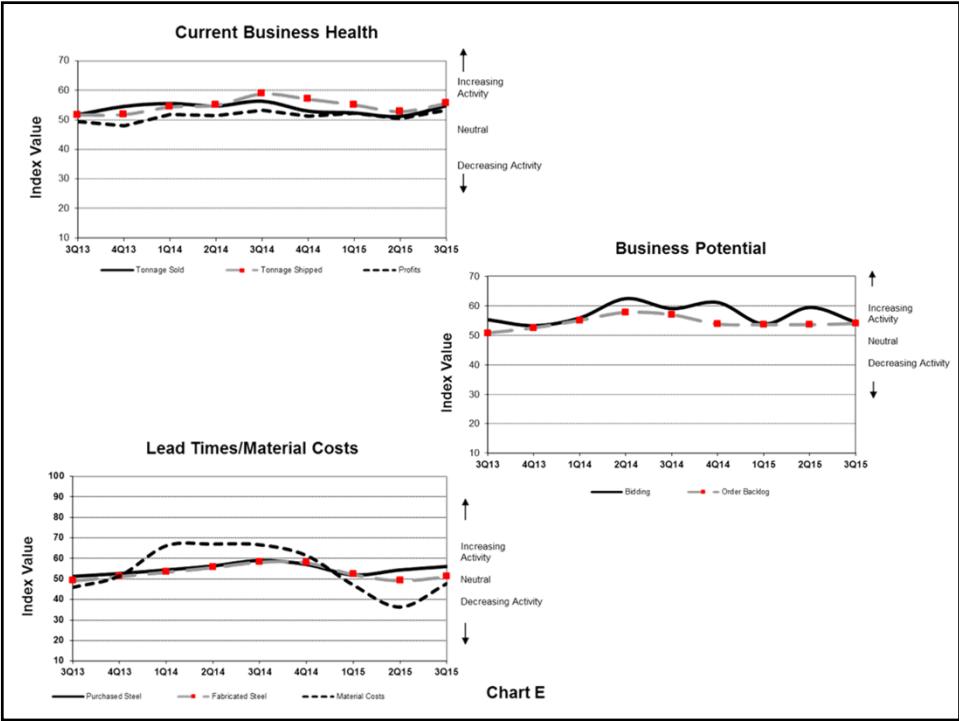 Current Business Health
Index Value
70
60
50
40
30
20
10
3Q13 4Q13 1Q14 2Q14 3Q14 4Q14 1Q15 2Q15 3Q15
Increasing
Activity
Neutral
Decreasing Activity
Tonnage Sold Tonnage Shipped Profits
Business Potential
Index Value
70
60
50
40
30
20
10
3Q13 4Q13 1Q14 2Q14 3Q14 4Q14 1Q15 2Q15 3Q15
Increasing
Activity
Neutral
Decreasing Activity
Bidding Order Backlog
Lead Times/Material Costs
Index Value
100
90
80
70
60
50
40
30
20
10
3Q13 4Q13 1Q14 2Q14 3Q14 4Q14 1Q15 2Q15 3Q15
Increasing
Activity
Neutral
Decreasing Activity
Purchased Steel Fabricated Steel Material Costs
Chart E